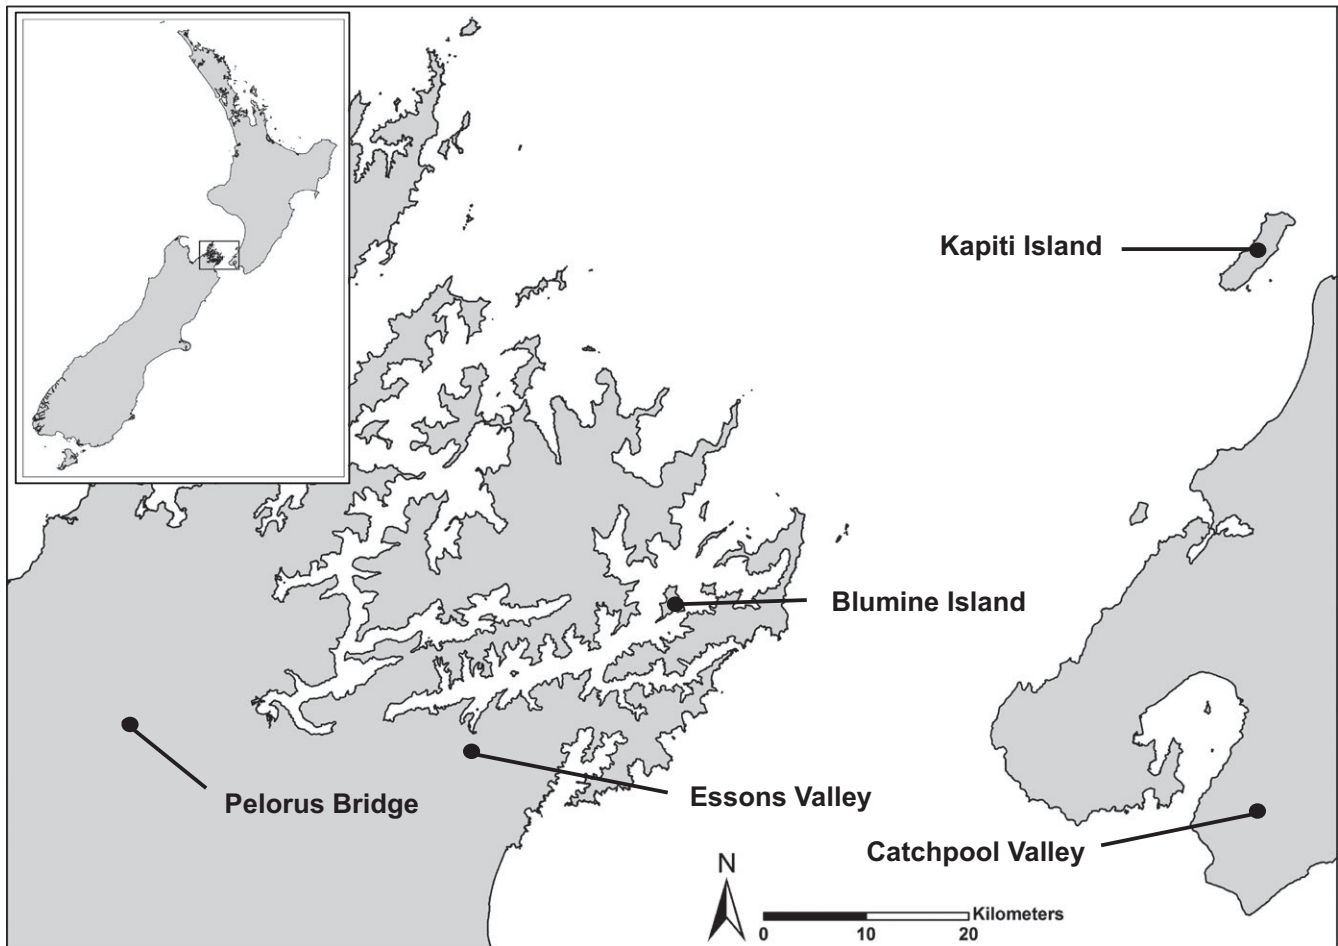 Kapiti Island
Blumine Island
Pelorus Bridge
Essons Valley
Catchpool Valley
N
Kilometers
0 10 20